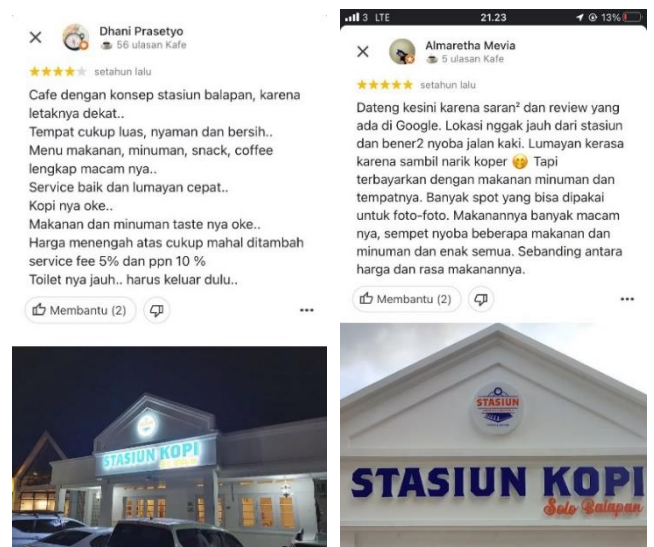 Dhani Prasetyo
56 ulasan Kafe
setahun lalu
Cafe dengan konsep stasiun balapan, karena
letaknya dekat..
Tempat cukup luas, nyaman dan bersih..
Menu makanan, minuman, snack, coffee
lengkap macam nya..
Service baik dan lumayan cepat..
Kopi nya oke..
Makanan dan minuman taste nya oke..
Harga menengah atas cukup mahal ditambah
service fee 5% dan ppn 10 %
Toilet nya jauh.. harus keluar dulu..
Membantu (2)
STASIUN KOPI
3 LTE
21.23
13%
Almaretha Mevia
5 ulasan Kafe
setahun lalu
Dateng kesini karena saran² dan review yang
ada di Google. Lokasi nggak jauh dari stasiun
dan bener2 nyoba jalan kaki. Lumayan kerasa
karena sambil narik koper 🤭 Tapi
terbayarkan dengan makanan minuman dan
tempatnya. Banyak spot yang bisa dipakai
untuk foto-foto. Makanannya banyak macam
nya, sempet nyoba beberapa makanan dan
minuman dan enak semua. Sebanding antara
harga dan rasa makanannya.
Membantu (2)
STASIUN
STASIUN KOPI
Solo Balapan